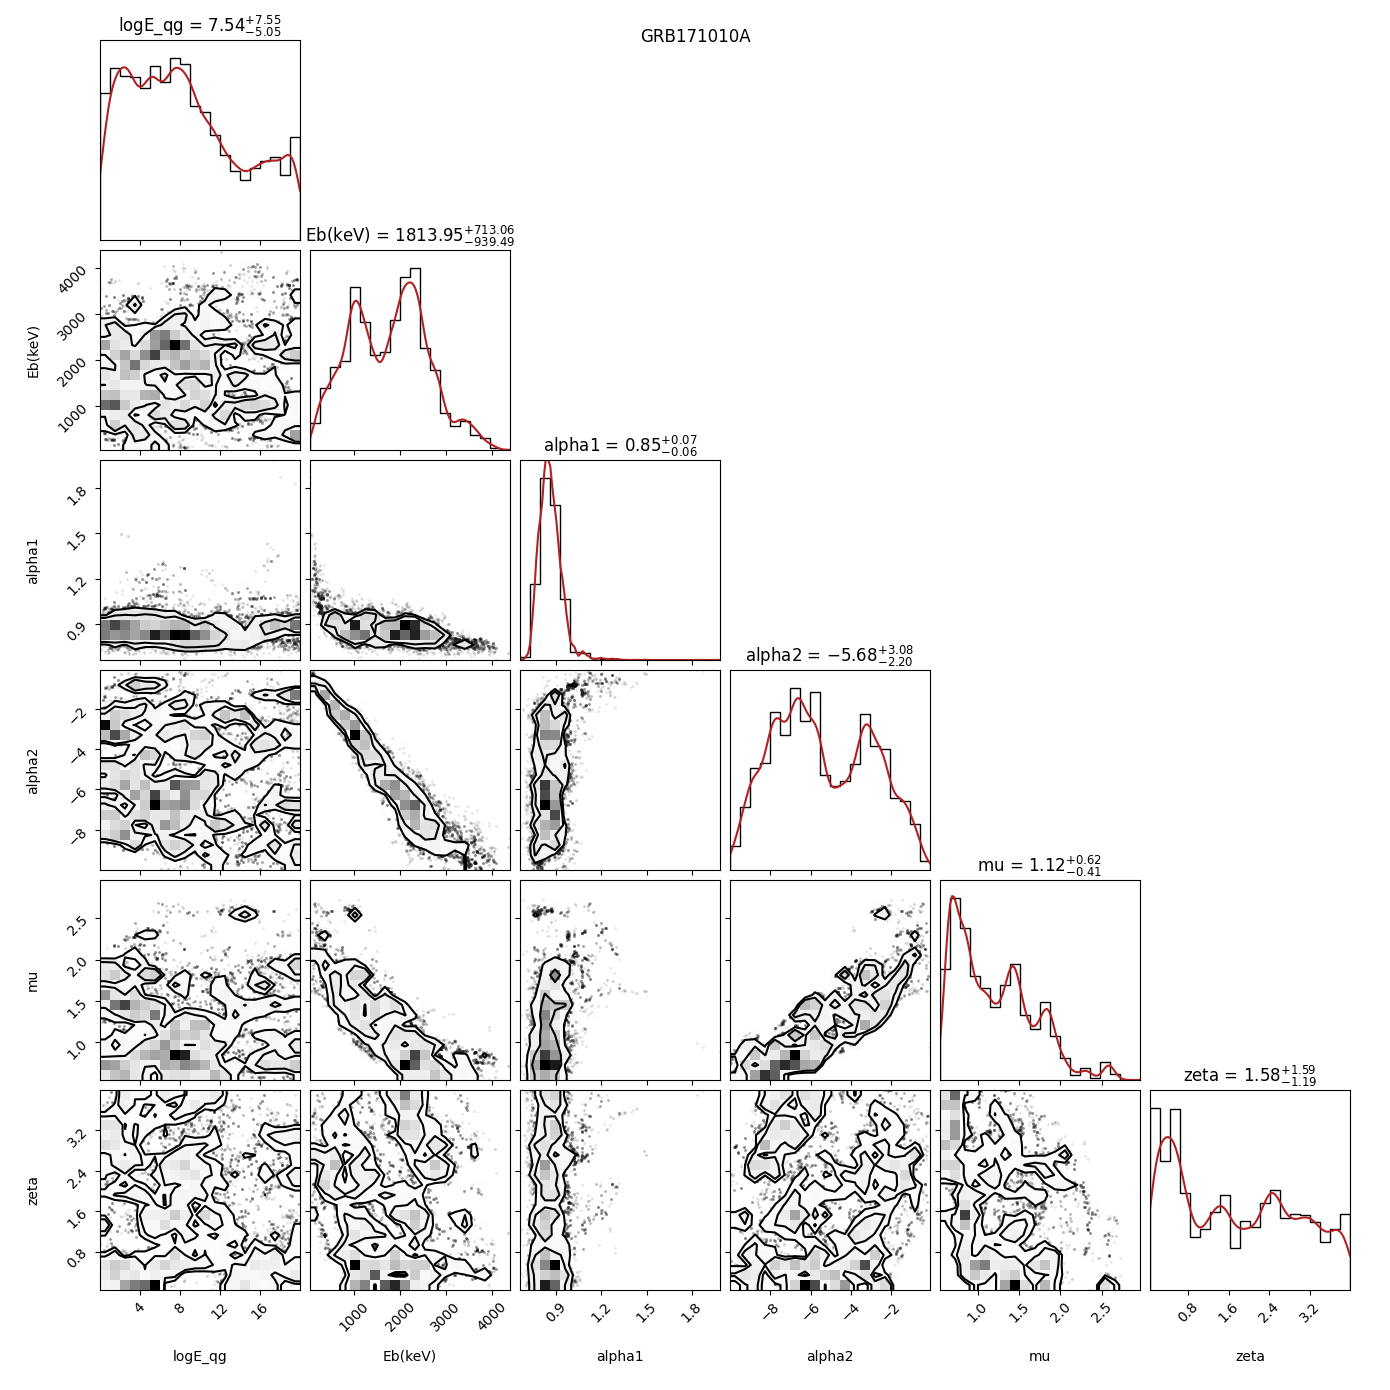 GRB171010A
logE_qg = 7.54+7.55−5.05
Eb(keV) = 1813.95+713.06−939.49
4000
3000
2000
1000
Eb(keV)
alpha1 = 0.85+0.07−0.06
1.8
1.5
1.2
0.9
alpha1
alpha2 = −5.68+3.08−2.20
−2
−4
−6
−8
alpha2
mu = 1.12+0.62−0.41
2.5
2.0
1.5
1.0
mu
zeta = 1.58+1.59−1.19
3.2
2.4
1.6
0.8
zeta
4 8 12 16
1000 2000 3000 4000
0.9 1.2 1.5 1.8
−8 −6 −4 −2
1.0 1.5 2.0 2.5
0.8 1.6 2.4 3.2
logE_qg Eb(keV) alpha1 alpha2 mu zeta